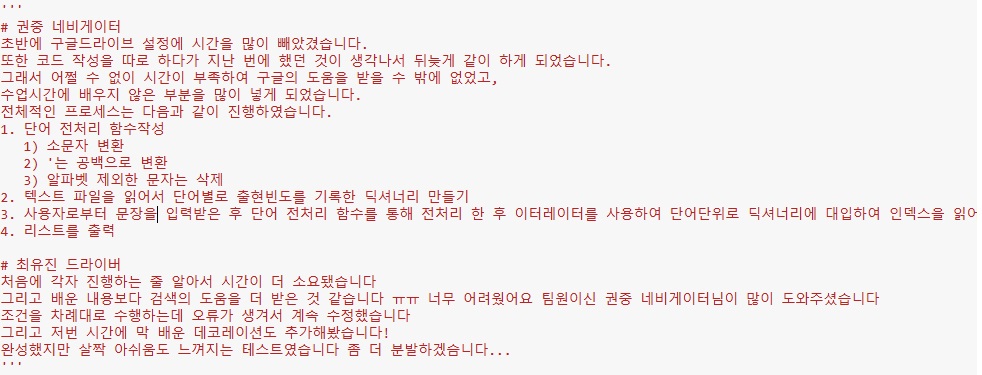 '''
# 권중 네비게이터
초반에 구글드라이브 설정에 시간을 많이 빼았겼습니다.
또한 코드 작성을 따로 하다가 지난 번에 했던 것이 생각나서 뒤늦게 같이 하게 되었습니다.
그래서 어쩔 수 없이 시간이 부족하여 구글의 도움을 받을 수 밖에 없었고,
수업시간에 배우지 않은 부분을 많이 넣게 되었습니다.
전체적인 프로세스는 다음과 같이 진행하였습니다.
1. 단어 전처리 함수작성
1) 소문자 변환
2) '는 공백으로 변환
3) 알파벳 제외한 문자는 삭제
2. 텍스트 파일을 읽어서 단어별로 출현빈도를 기록한 딕셔너리 만들기
3. 사용자로부터 문장을 입력받은 후 단어 전처리 함수를 통해 전처리 한 후 이터레이터를 사용하여 단어단위로 딕셔너리에 대입하여 인덱스을 읽어
4. 리스트를 출력
# 최유진 드라이버
처음에 각자 진행하는 줄 알아서 시간이 더 소요됐습니다
그리고 배운 내용보다 검색의 도움을 더 받은 것 같습니다 ㅠㅠ 너무 어려웠어요 팀원이신 권중 네비게이터님이 많이 도와주셨습니다
조건을 차례대로 수행하는데 오류가 생겨서 계속 수정했습니다
그리고 저번 시간에 막 배운 데코레이션도 추가해봤습니다!
완성했지만 살짝 아쉬움도 느껴지는 테스트였습니다 좀 더 분발하겠습니다...
'''